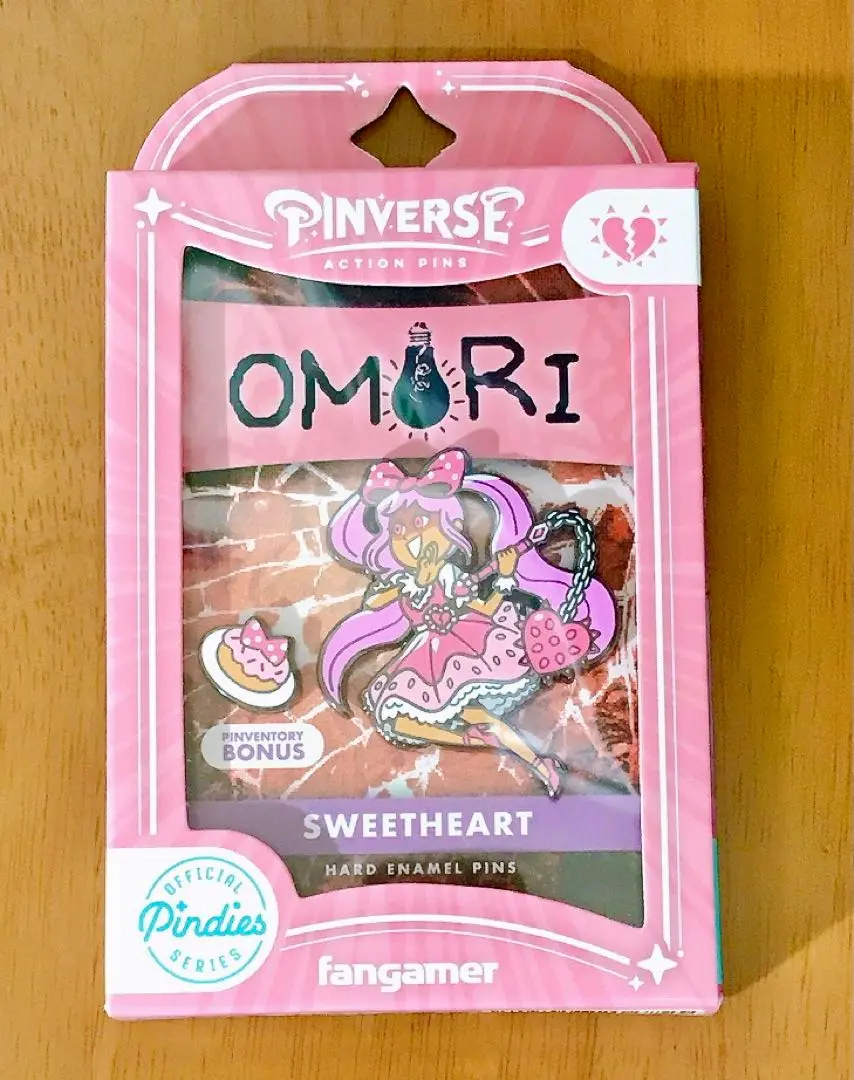 PINVERSE
ACTION PINS
OMORI
PINVENTORY
BONUS
SWEETHEART
HARD ENAMEL PINS
OFFICIAL
Pindies
SERIES
fangamer